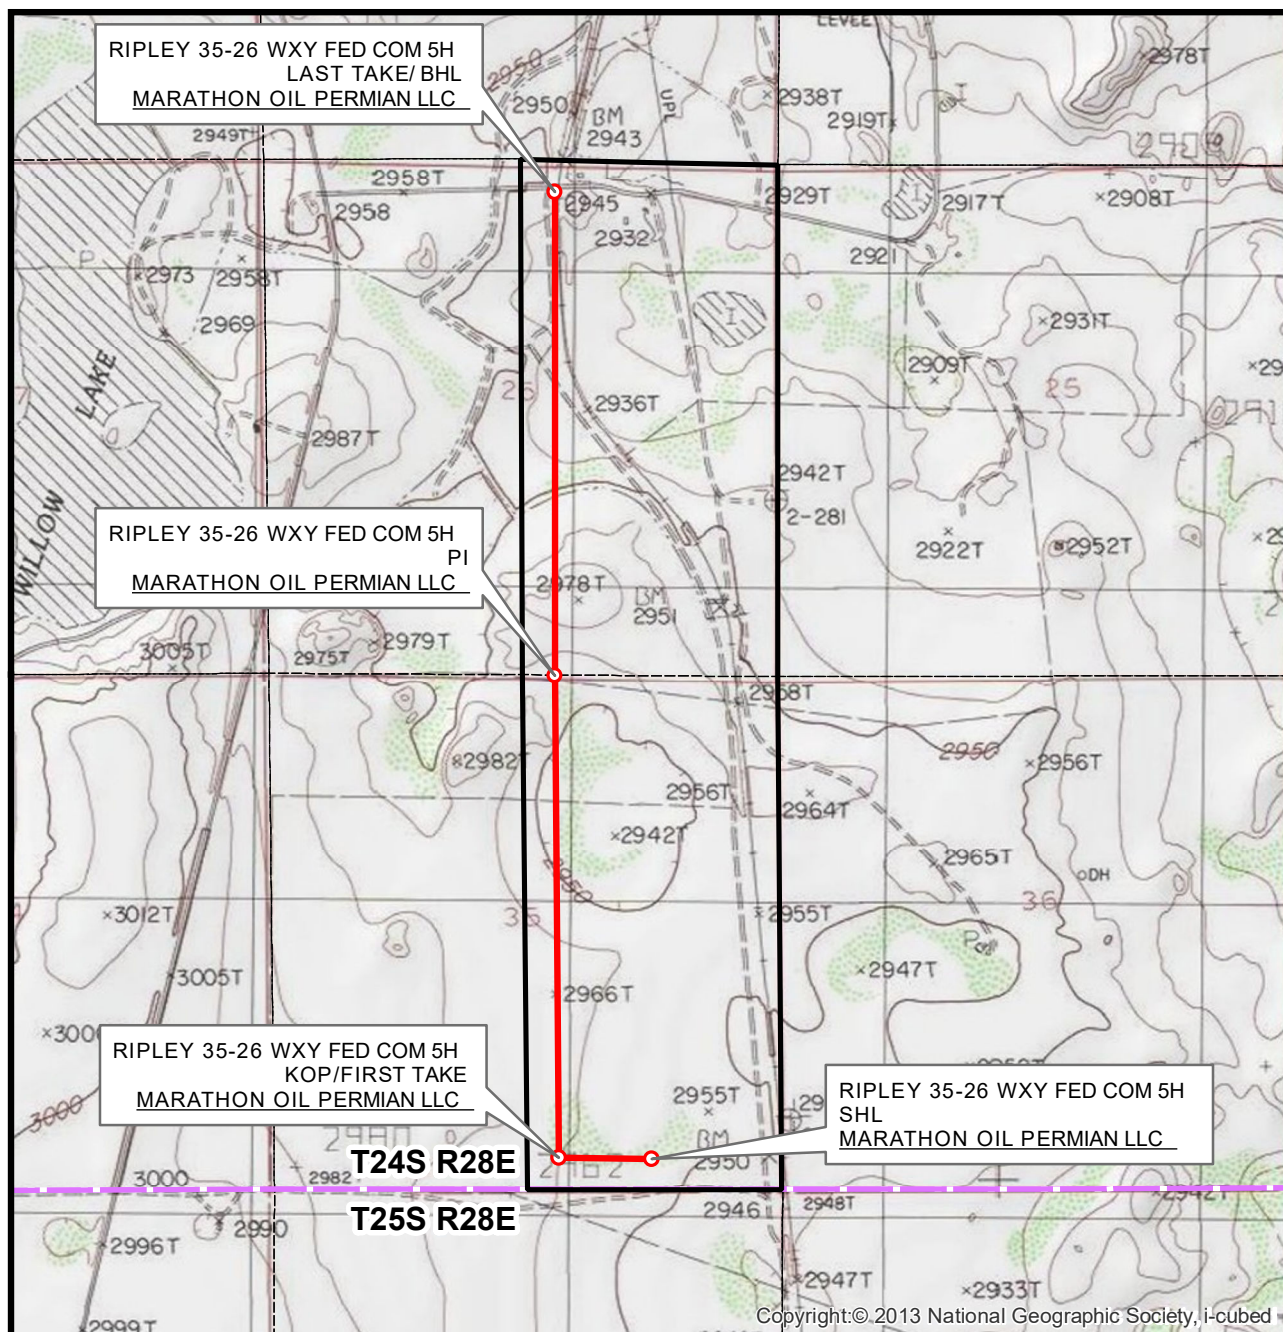 LEVEE
2978T
RIPLEY 35-26 WXY FED COM 5H
LAST TAKE/ BHL
MARATHON OIL PERMIAN LLC
2950
2950
UPL
2938T
2919T
BM
2943
2949T
2958T
2958
2945
2932
2929T
2917T
2908T
2921
P
2973
2958T
2969
I
2931T
2909T
LAKE
26
25
2936T
2987T
2942T
2-281
WILLOW
RIPLEY 35-26 WXY FED COM 5H
PI
MARATHON OIL PERMIAN LLC
2922T
2952T
2978T
BM
2951
2979T
3005T
2975T
2958T
2950
2982T
2956T
2956T
2964T
2942T
2965T
DH
2950
35
36
3012T
2955T
P
2947T
3005T
2966T
RIPLEY 35-26 WXY FED COM 5H
KOP/FIRST TAKE
MARATHON OIL PERMIAN LLC
RIPLEY 35-26 WXY FED COM 5H
SHL
MARATHON OIL PERMIAN LLC
3000
2955T
BM
2950
2980
T24S R28E
3000
2982
T25S R28E
2990
2946
2948T
2942T
2996T
2947T
2933T
2999T
Copyright:© 2013 National Geographic Society, i-cubed